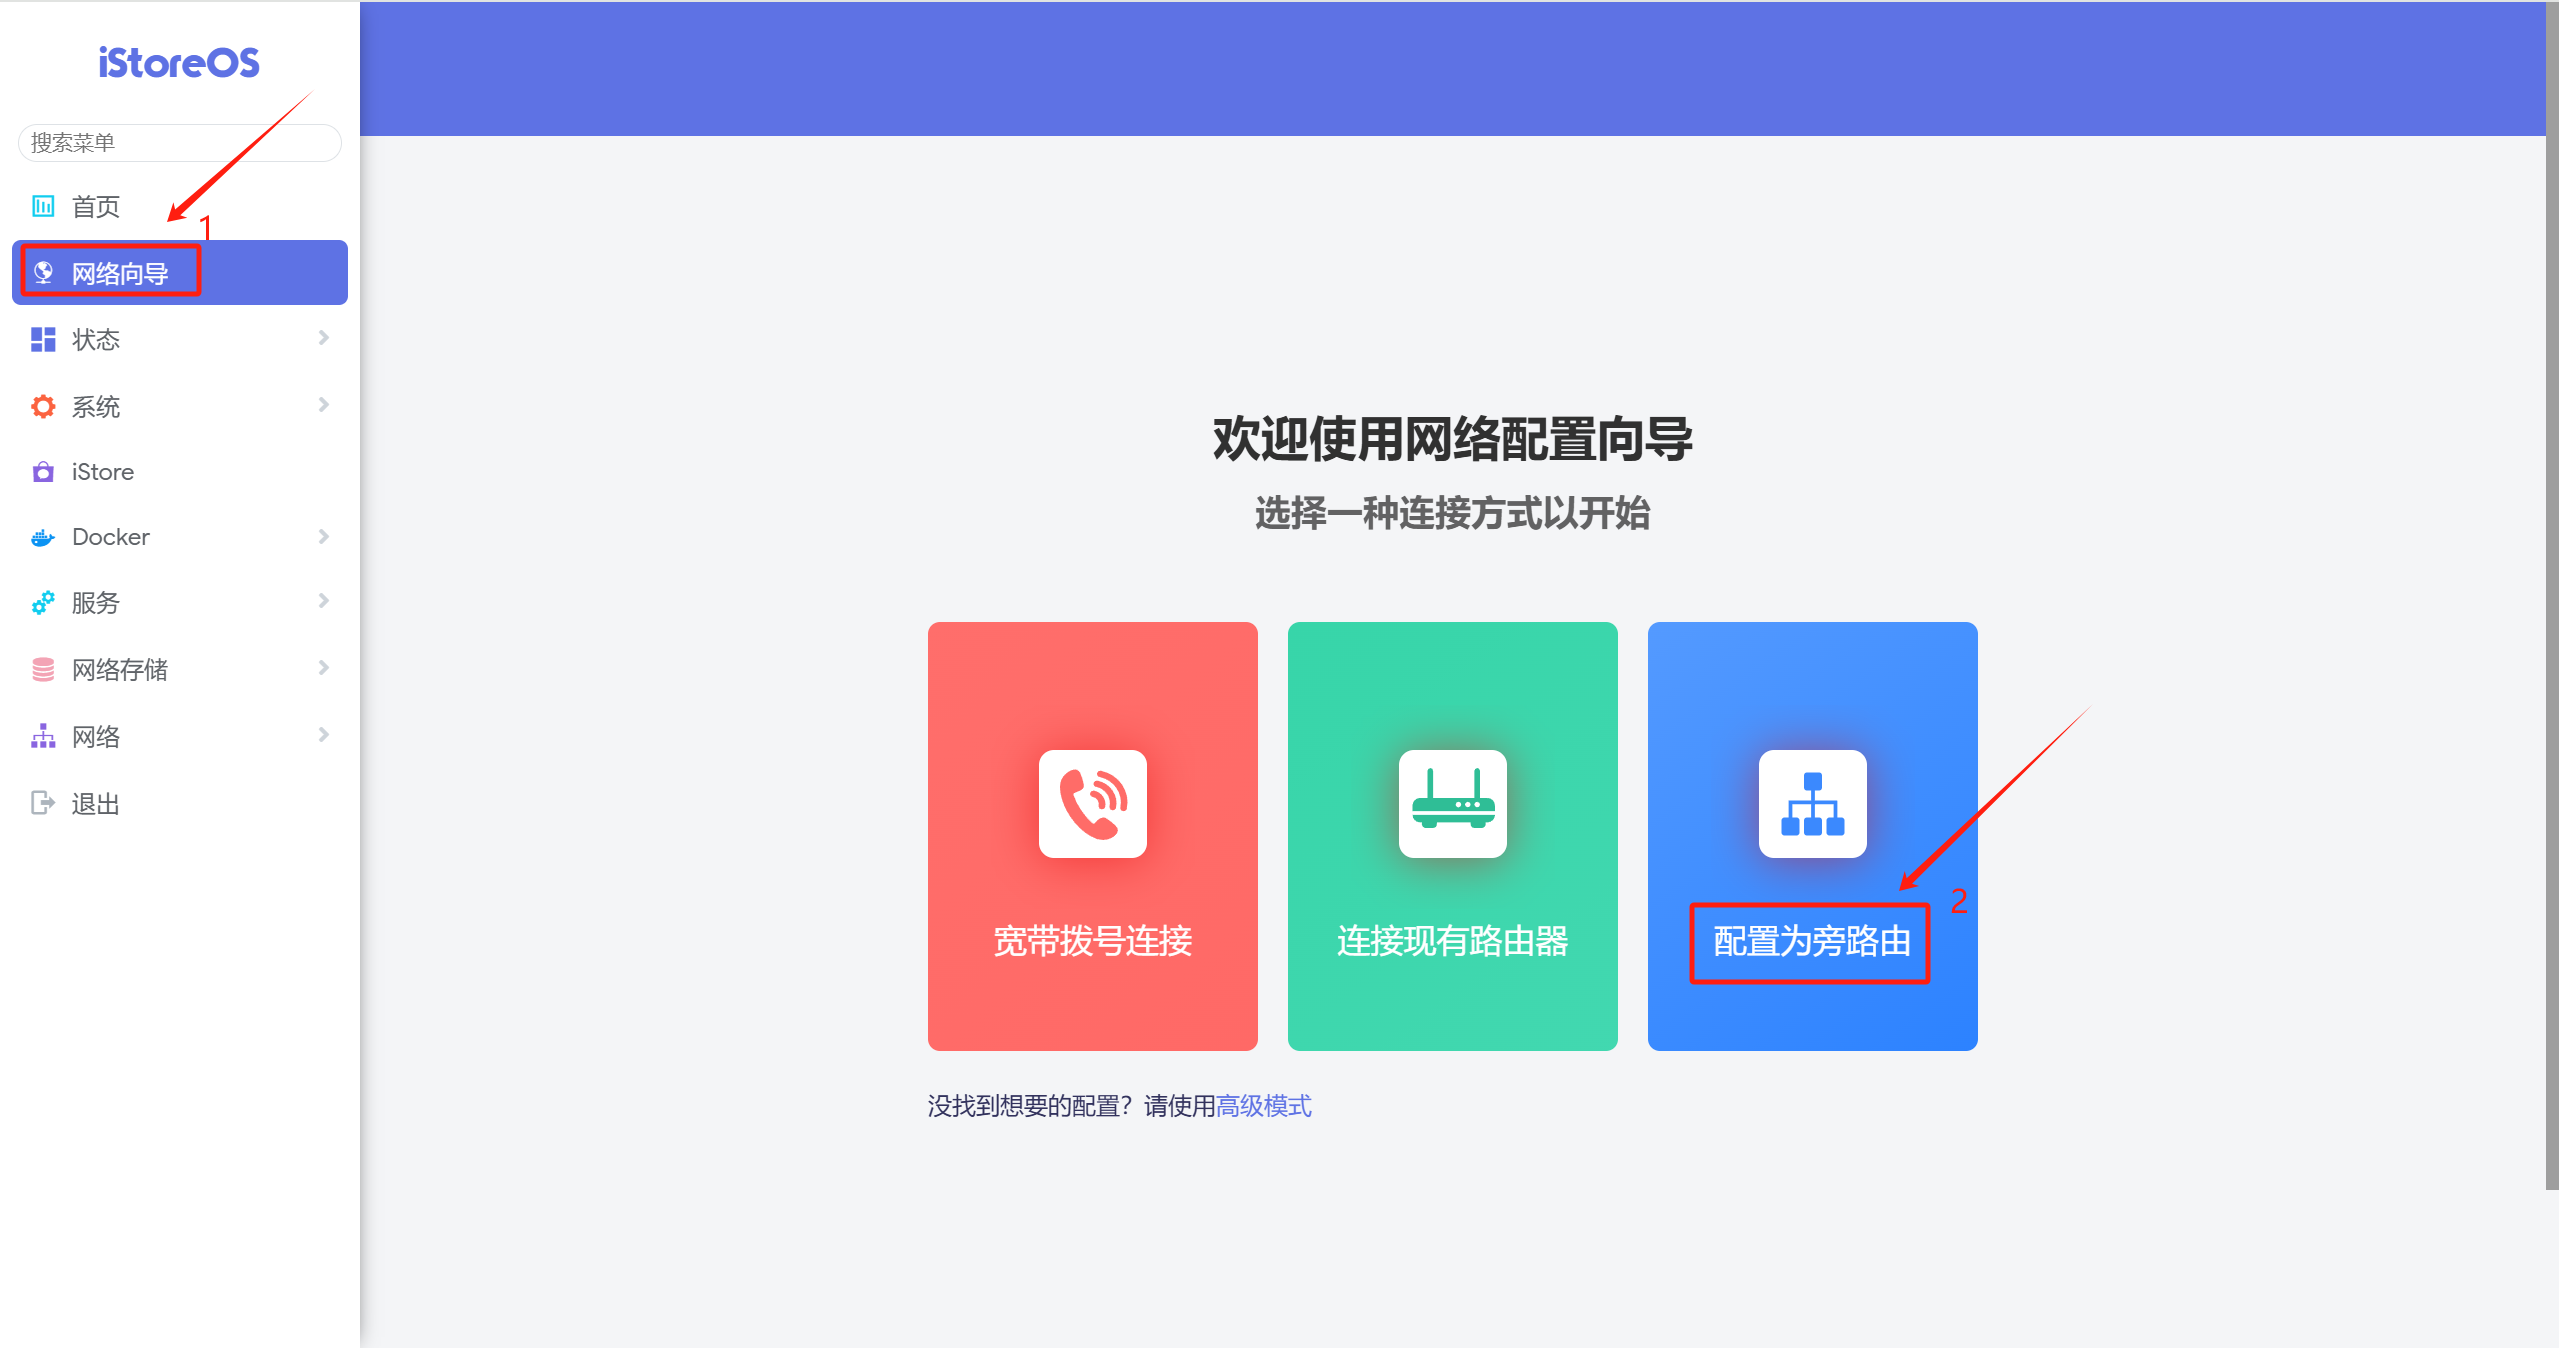 iStoreOS
搜索菜单
首页
1
网络向导
状态
系统
iStore
Docker
服务
网络存储
网络
退出
欢迎使用网络配置向导
选择一种连接方式以开始
宽带拨号连接
连接现有路由器
2
配置为旁路由
没找到想要的配置？请使用高级模式